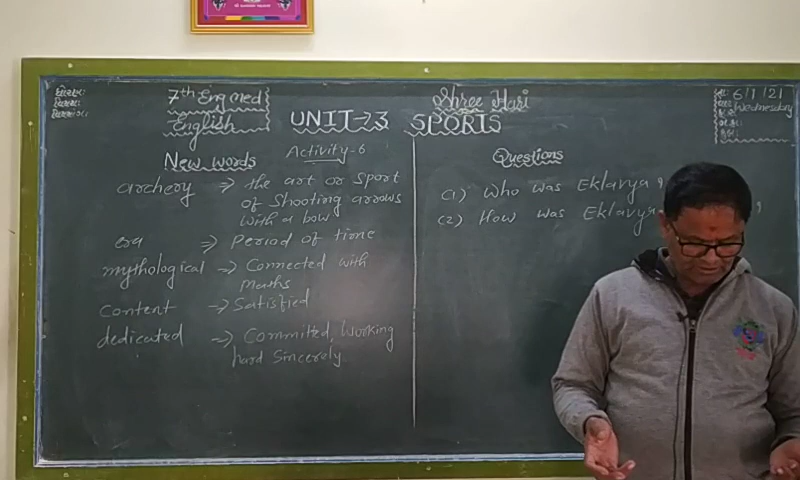 7th Eng med
English
Shree Hari
UNIT-3 SPORTS
6/1/21
Wednesday
Activity-6
New words
archery ⇒ the art or Sport
of Shooting arrows
with a bow
era ⇒ Period of time
mythological → Connected with
Content → Satisfied
dedicated → Committed, Working
hard Sincerely
Questions
(1) Who was Eklavya
(2) How was Eklavya